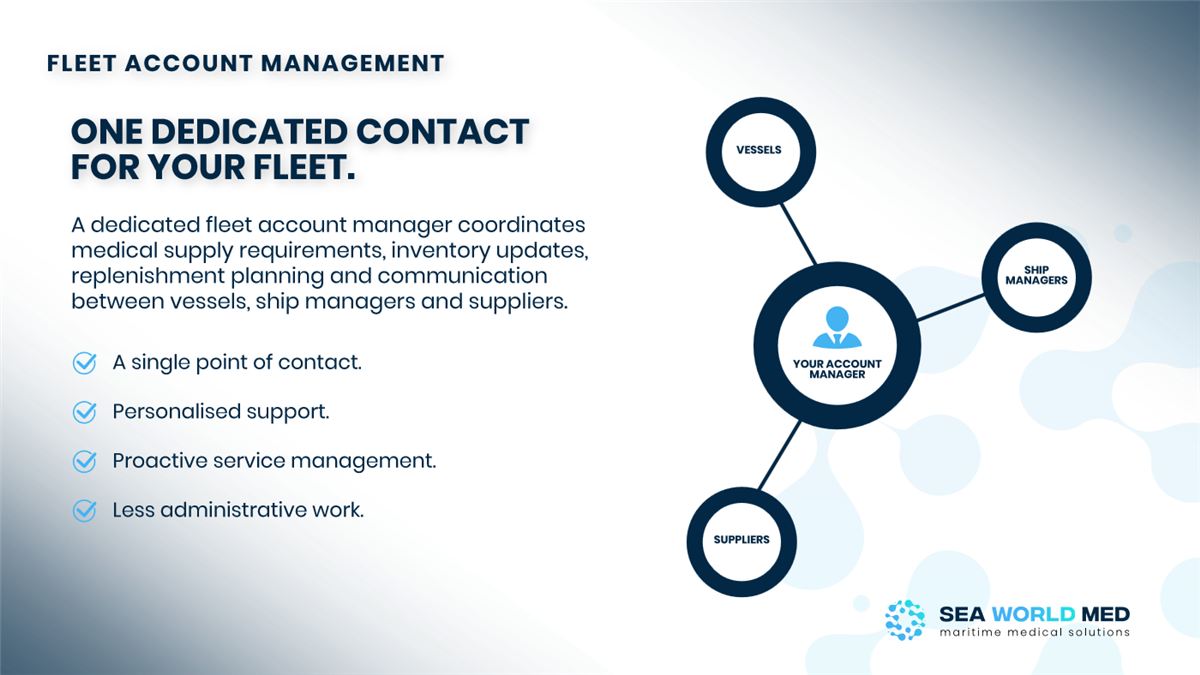 FLEET ACCOUNT MANAGEMENT
ONE DEDICATED CONTACT
FOR YOUR FLEET.
A dedicated fleet account manager coordinates
medical supply requirements, inventory updates,
replenishment planning and communication
between vessels, ship managers and suppliers.
A single point of contact.
Personalised support.
Proactive service management.
Less administrative work.
VESSELS
SHIP
MANAGERS
YOUR ACCOUNT
MANAGER
SUPPLIERS
SEA WORLD MED
maritime medical solutions